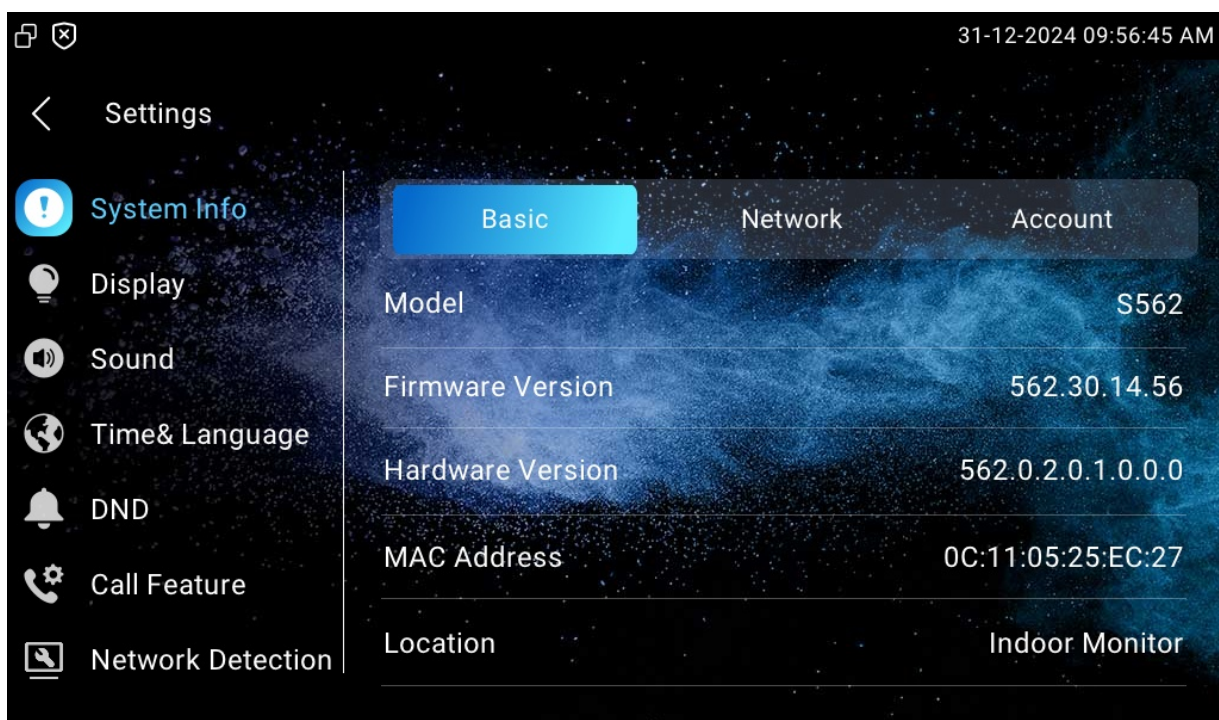 31-12-2024 09:56:45 AM
Settings
System Info
Display
Sound
Time& Language
DND
Call Feature
Network Detection
Basic Network Account
Model S562
Firmware Version 562.30.14.56
Hardware Version 562.0.2.0.1.0.0.0
MAC Address 0C:11:05:25:EC:27
Location Indoor Monitor